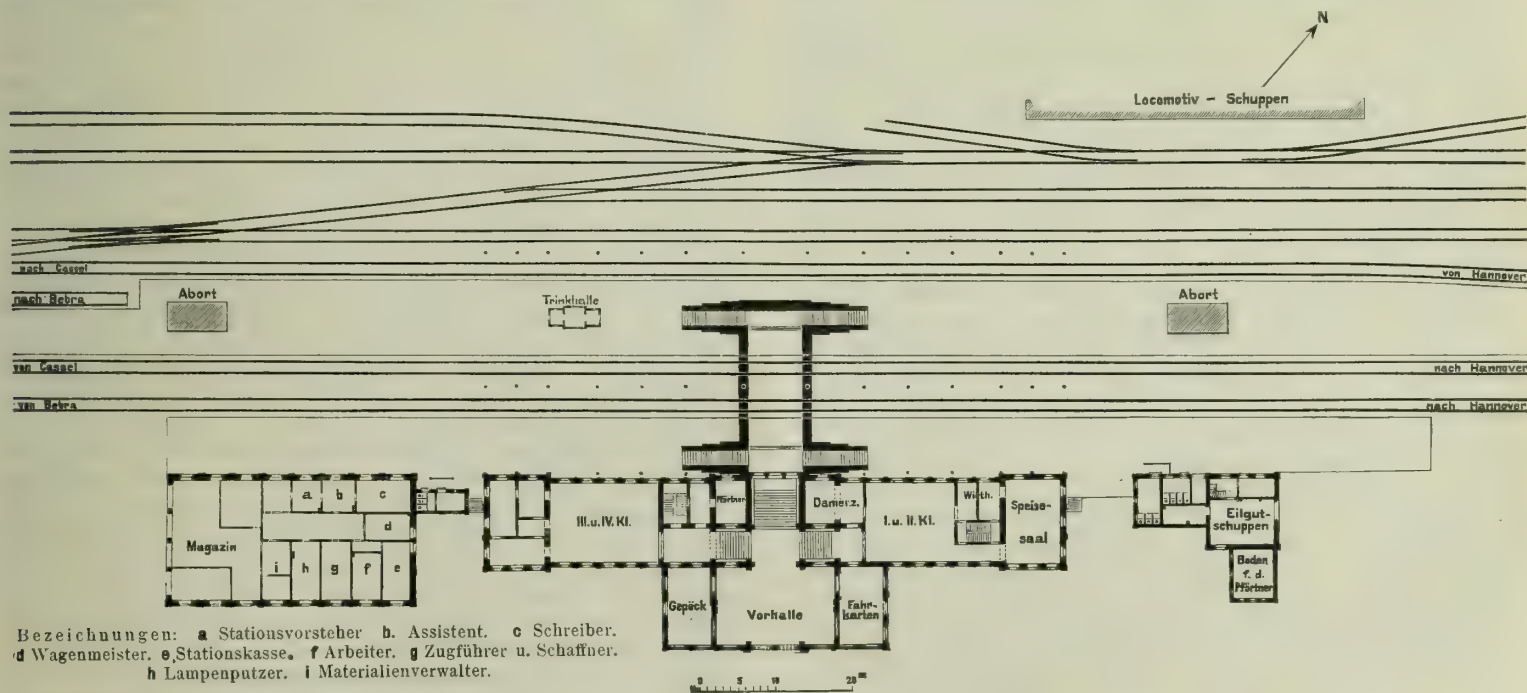 N
Locomotiv – Schuppen
nach Cassel
von Hannover
nach Bebra
Abort
Trinkhalle
Abort
von Cassel
nach Hannover
von Bebra
nach Hannover
a
b
c
d
Magazin
i
h
g
f
e
III. u. IV. Kl.
Pförtner
Damenz.
I. u. II. Kl.
Wirth.
Speise-
saal
Eilgut-
schuppen
Boden
f. d.
Pförtner
Gepäck
Vorhalle
Fahr-
karten
Bezeichnungen: a Stationsvorsteher b. Assistent. c Schreiber.
d Wagenmeister. e Stationskasse. f Arbeiter. g Zugführer u. Schaffner.
h Lampenputzer. i Materialienverwalter.
0 5 10 20 m